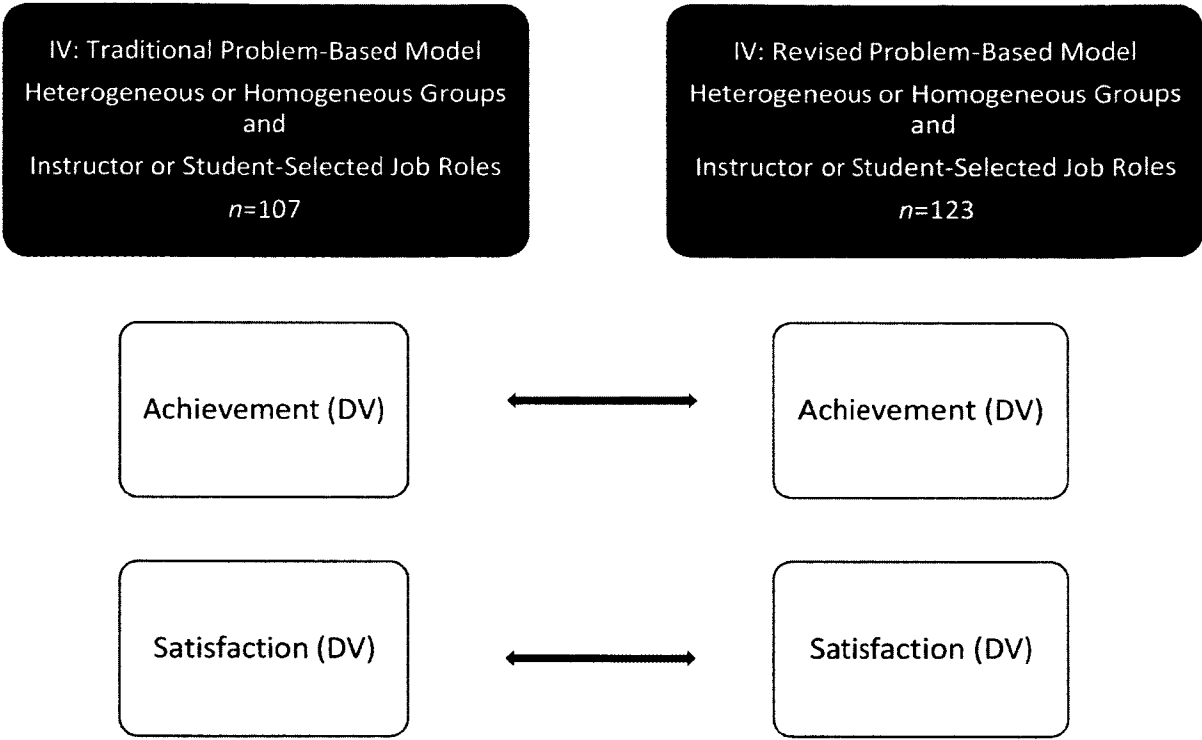 IV: Traditional Problem-Based Model
Heterogeneous or Homogeneous Groups
and
Instructor or Student-Selected Job Roles
n=107
IV: Revised Problem-Based Model
Heterogeneous or Homogeneous Groups
and
Instructor or Student-Selected Job Roles
n=123
Achievement (DV)
Achievement (DV)
Satisfaction (DV)
Satisfaction (DV)